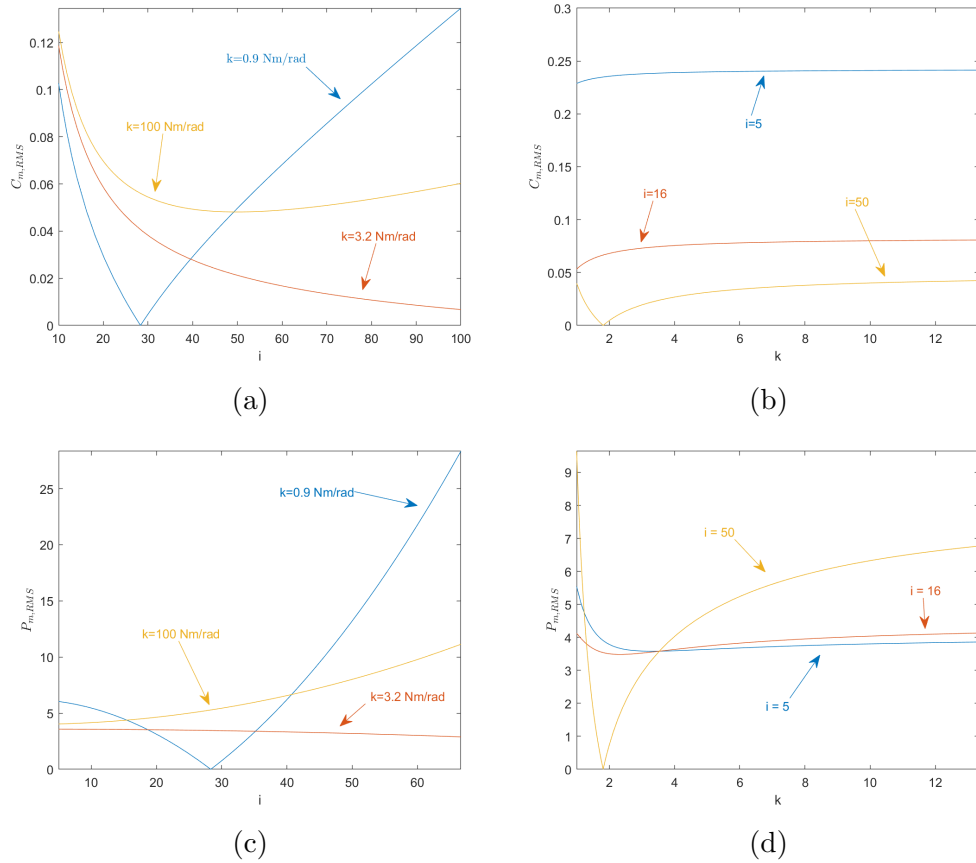 0.12
0.1
0.08
0.06
0.04
0.02
0
C_{m,RMS}
k=0.9 Nm/rad
k=100 Nm/rad
k=3.2 Nm/rad
10 20 30 40 50 60 70 80 90 100
i
(a)
0.30
0.25
0.20
0.15
0.10
0.05
0
C_{m,RMS}
i=5
i=16
i=50
2 4 6 8 10 12
k
(b)
25
20
15
10
5
0
P_{m,RMS}
k=0.9 Nm/rad
k=100 Nm/rad
k=3.2 Nm/rad
10 20 30 40 50 60
i
(c)
9
8
7
6
5
4
3
2
1
0
P_{m,RMS}
i = 50
i = 16
i = 5
2 4 6 8 10 12
k
(d)